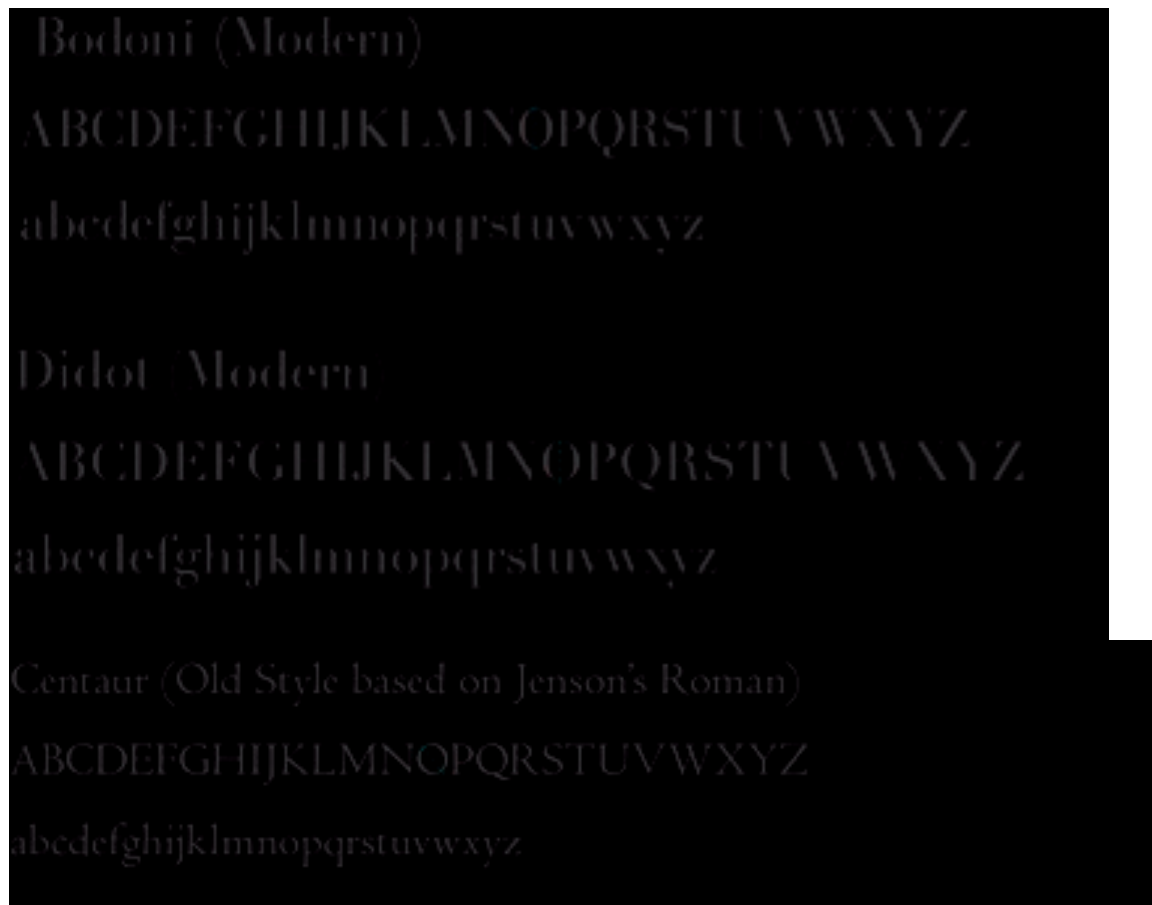 Bodoni (Modern)
ABCDEFGHIJKLMNOPQRSTUVWXYZ
abcdefghijklmnopqrstuvwxyz
Didot (Modern)
ABCDEFGHIJKLMNOPQRSTUVWXYZ
abcdefghijklmnopqrstuvwxyz
Centaur (Old Style based on Jenson's Roman)
ABCDEFGHIJKLMNOPQRSTUVWXYZ
abcdefghijklmnopqrstuvwxyz